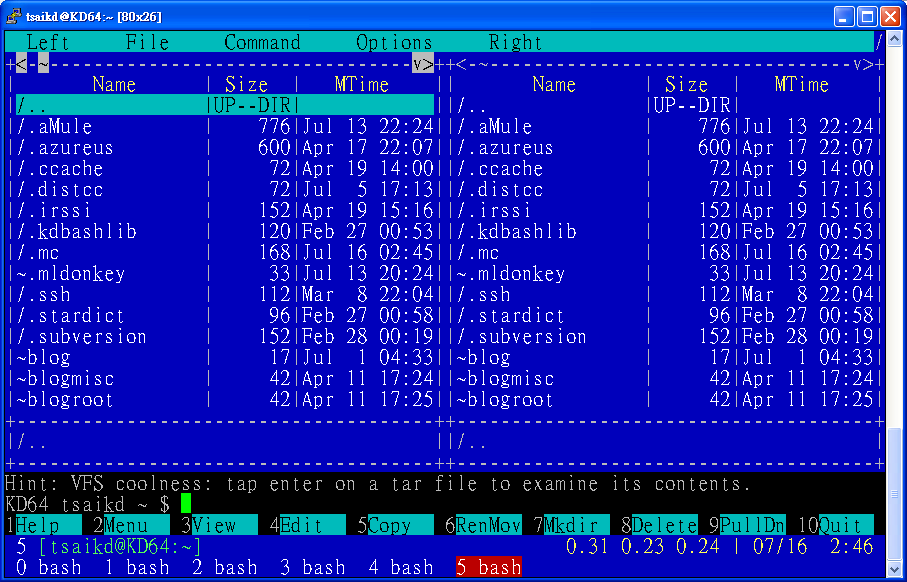 tsaikd@KD64:~ [80x26]
Left File Command Options Right /
+< ~---------------------------------------------v>++<-~---------------------------------------------v>+
| Name | Size | MTime || Name | Size | MTime |
|/.. |UP--DIR| ||/.. |UP--DIR| |
|/.aMule | 776|Jul 13 22:24||/.aMule | 776|Jul 13 22:24|
|/.azureus | 600|Apr 17 22:07||/.azureus | 600|Apr 17 22:07|
|/.ccache | 72|Apr 19 14:00||/.ccache | 72|Apr 19 14:00|
|/.distcc | 72|Jul 5 17:13||/.distcc | 72|Jul 5 17:13|
|/.irssi | 152|Apr 19 15:16||/.irssi | 152|Apr 19 15:16|
|/.kdbashlib | 120|Feb 27 00:53||/.kdbashlib | 120|Feb 27 00:53|
|/.mc | 168|Jul 16 02:45||/.mc | 168|Jul 16 02:45|
|~.mldonkey | 33|Jul 13 20:24||~.mldonkey | 33|Jul 13 20:24|
|/.ssh | 112|Mar 8 22:04||/.ssh | 112|Mar 8 22:04|
|/.stardict | 96|Feb 27 00:58||/.stardict | 96|Feb 27 00:58|
|/.subversion | 152|Feb 28 00:19||/.subversion | 152|Feb 28 00:19|
|~blog | 17|Jul 1 04:33||~blog | 17|Jul 1 04:33|
|~blogmisc | 42|Apr 11 17:24||~blogmisc | 42|Apr 11 17:24|
|~blogroot | 42|Apr 11 17:25||~blogroot | 42|Apr 11 17:25|
|/.. ||/.. |
Hint: VFS coolness: tap enter on a tar file to examine its contents.
KD64 tsaikd ~ $
1Help 2Menu 3View 4Edit 5Copy 6RenMov 7Mkdir 8Delete 9PullDn 10Quit
5 [tsaikd@KD64:~] 0.31 0.23 0.24 | 07/16 2:46
0 bash 1 bash 2 bash 3 bash 4 bash 5 bash